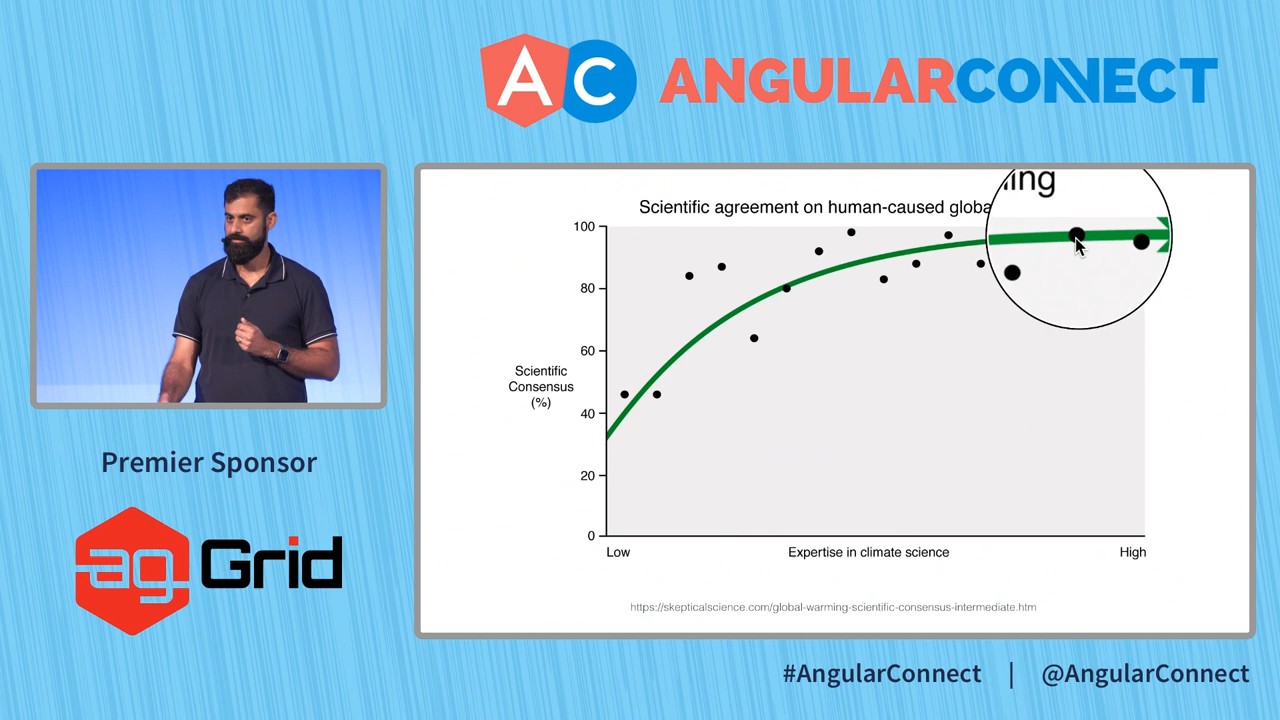 AC ANGULARCONNECT
ing
Scientific agreement on human-caused globa
100
80
60
40
20
0
Scientific
Consensus
(%)
Low Expertise in climate science High
https://skepticalscience.com/global-warming-scientific-consensus-intermediate.htm
Premier Sponsor
ag Grid
#AngularConnect | @AngularConnect